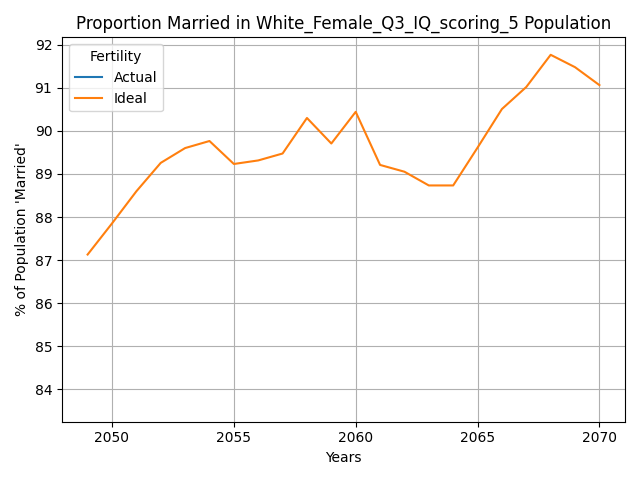 Proportion Married in White_Female_Q3_IQ_scoring_5 Population
Fertility
Actual
Ideal
% of Population 'Married'
92
91
90
89
88
87
86
85
84
2050
2055
2060
2065
2070
Years